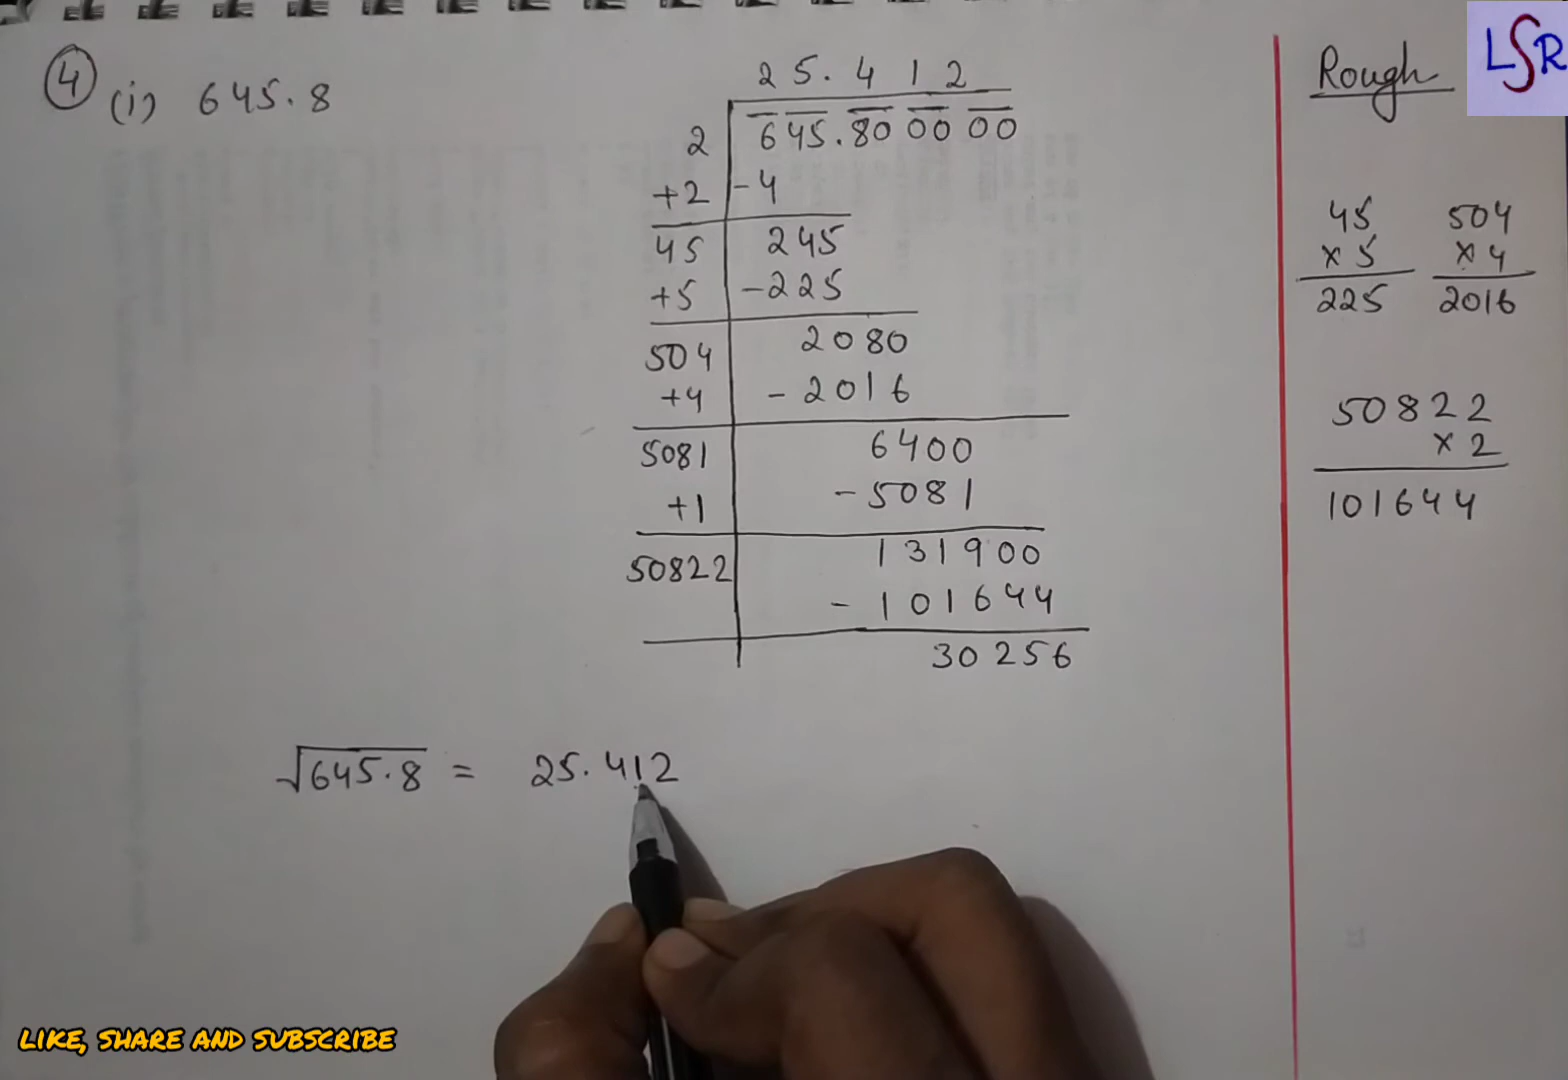 ④ (i) 645.8
25.412
2 645.80 00 00
+2 -4
45 245
+5 -225
504 2080
+4 -2016
5081 6400
+1 -5081
50822 131900
-101644
30256
√645.8 = 25.412
Rough
LSR
45 504
×5 ×4
225 2016
50822
×2
101644
LIKE, SHARE AND SUBSCRIBE